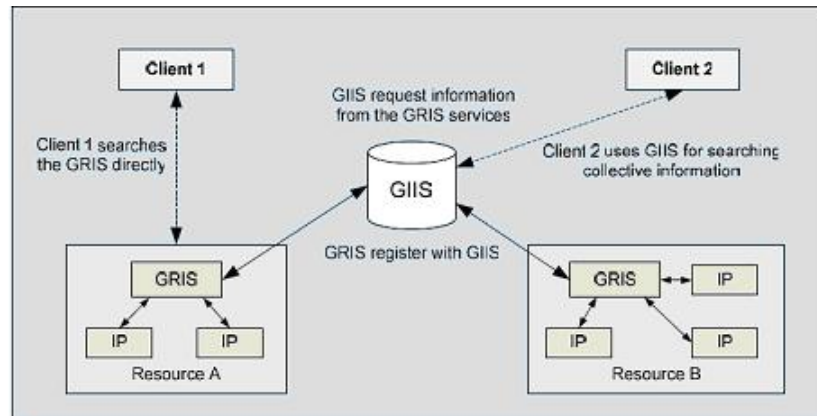 Client 1
Client 2
GIIS request information
from the GRIS services
Client 1 searches
the GRIS directly
Client 2 uses GIIS for searching
collective information
GIIS
GRIS register with GIIS
GRIS
IP
IP
Resource A
GRIS
IP
IP
IP
Resource B